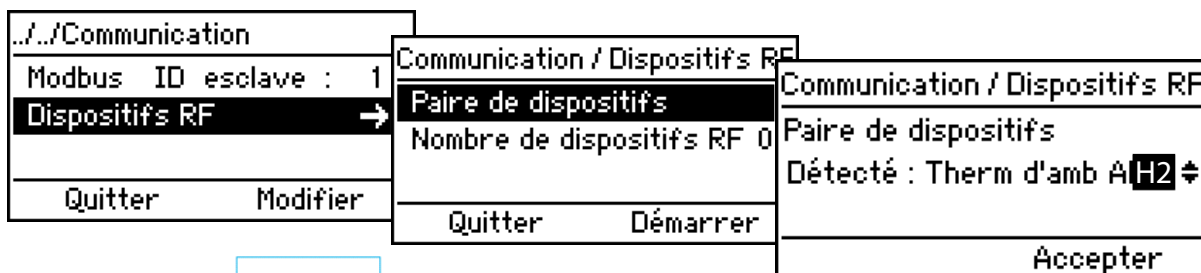 ../../Communication
Modbus ID esclave : 1
Dispositifs RF →
Quitter Modifier
Communication / Dispositifs RF
Paire de dispositifs
Nombre de dispositifs RF 0
Quitter Démarrer
Communication / Dispositifs RF
Paire de dispositifs
Détecté : Therm d'amb H2
Accepter